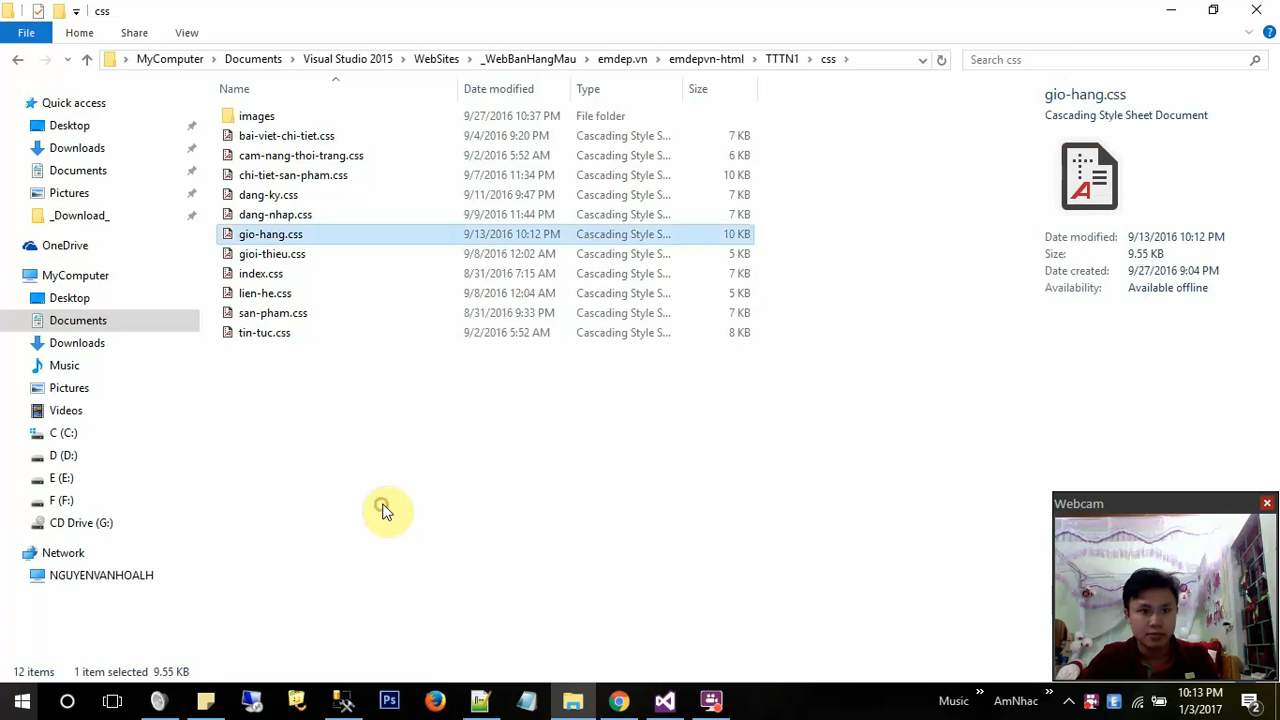 css
File
Home
Share
View
MyComputer
Documents
Visual Studio 2015
WebSites
_WebBanHangMau
emdep.vn
emdepvn-html
TTTN1
css
Search css
Name
Date modified
Type
Size
Quick access
Desktop
Downloads
Documents
Pictures
_Download_
OneDrive
MyComputer
Desktop
Documents
Downloads
Music
Pictures
Videos
C (C:)
D (D:)
E (E:)
F (F:)
CD Drive (G:)
Network
NGUYENVANHOALH
images 9/27/2016 10:37 PM File folder
bai-viet-chi-tiet.css 9/4/2016 9:20 PM Cascading Style S... 7 KB
cam-nang-thoi-trang.css 9/2/2016 5:52 AM Cascading Style S... 6 KB
chi-tiet-san-pham.css 9/7/2016 11:34 PM Cascading Style S... 10 KB
dang-ky.css 9/11/2016 9:47 PM Cascading Style S... 7 KB
dang-nhap.css 9/9/2016 11:44 PM Cascading Style S... 7 KB
gio-hang.css 9/13/2016 10:12 PM Cascading Style S... 10 KB
gioi-thieu.css 9/8/2016 12:02 AM Cascading Style S... 5 KB
index.css 8/31/2016 7:15 AM Cascading Style S... 7 KB
lien-he.css 9/8/2016 12:04 AM Cascading Style S... 5 KB
san-pham.css 8/31/2016 9:33 PM Cascading Style S... 7 KB
tin-tuc.css 9/2/2016 5:52 AM Cascading Style S... 8 KB
gio-hang.css
Cascading Style Sheet Document
Date modified: 9/13/2016 10:12 PM
Size: 9.55 KB
Date created: 9/27/2016 9:04 PM
Availability: Available offline
Webcam
12 items 1 item selected 9.55 KB
Ps
Music
AmNhac
10:13 PM
1/3/2017
2